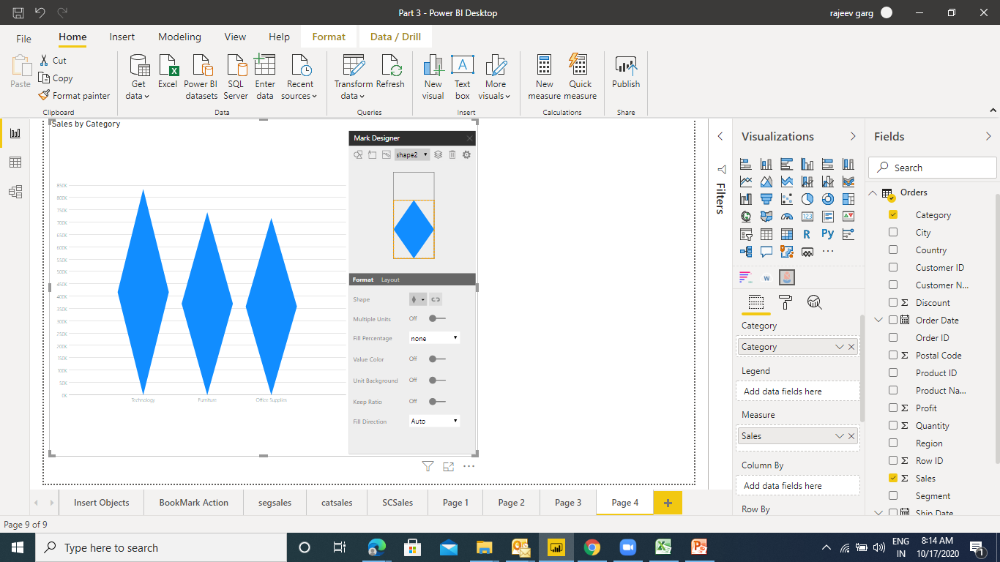 Part 3 - Power BI Desktop
rajeev garg
File Home Insert Modeling View Help Format Data / Drill
Paste
Cut
Copy
Format painter
Clipboard
Get data
Excel
Power BI datasets
SQL Server
Enter data
Recent sources
Data
Transform data
Refresh
Queries
New visual
Text box
More visuals
Insert
New measure
Quick measure
Calculations
Publish
Share
Sales by Category
850K
800K
750K
700K
650K
600K
550K
500K
450K
400K
350K
300K
250K
200K
150K
100K
50K
0K
Technology Furniture Office Supplies
Mark Designer
shape2
Format Layout
Shape
Multiple Units Off
Fill Percentage none
Value Color Off
Unit Background Off
Keep Ratio Off
Fill Direction Auto
Filters
Visualizations
123
R Py
W
Category
Category
Legend
Add data fields here
Measure
Sales
Column By
Add data fields here
Row By
Fields
Search
Orders
Category
City
Country
Customer ID
Customer N...
Σ Discount
Order Date
Order ID
Σ Postal Code
Product ID
Product Na...
Σ Profit
Σ Quantity
Region
Σ Row ID
Σ Sales
Segment
Ship Date
Insert Objects BookMark Action segsales catsales SCSales Page 1 Page 2 Page 3 Page 4 +
Page 9 of 9
Type here to search
ENG
IN
8:14 AM
10/17/2020
1